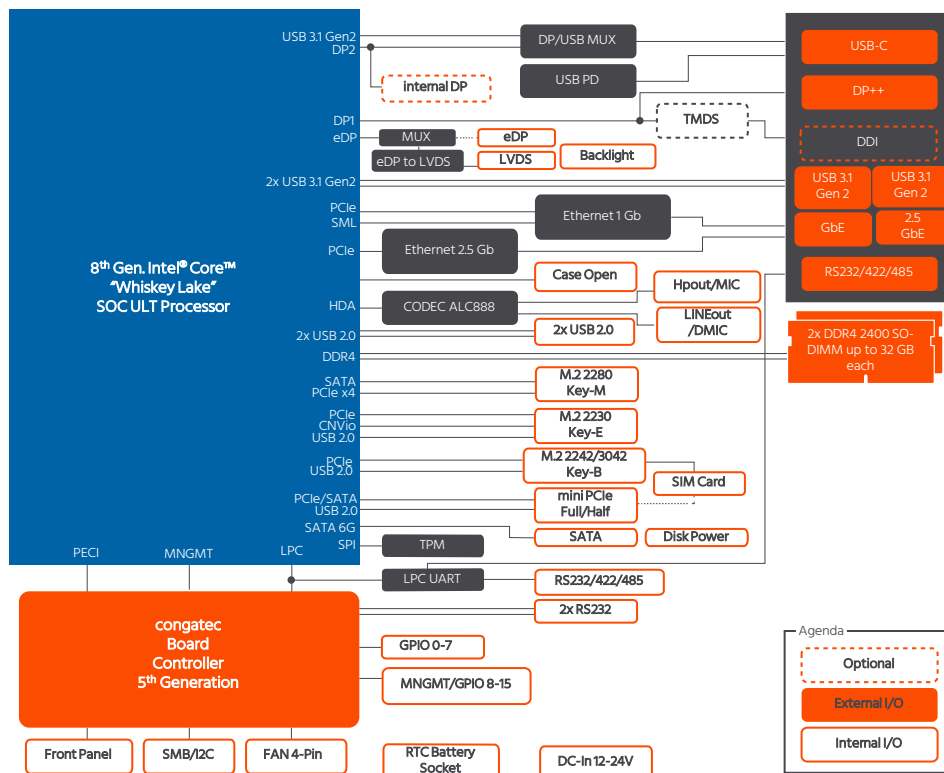 USB 3.1 Gen2
DP2
DP/USB MUX
USB-C
USB PD
internal DP
DP++
DP1
TMDS
eDP
MUX
eDP
DDI
eDP to LVDS
LVDS
Backlight
2x USB 3.1 Gen2
USB 3.1
Gen 2
USB 3.1
Gen 2
PCIe
SML
Ethernet 1 Gb
GbE
2.5
GbE
PCIe
Ethernet 2.5 Gb
8th Gen. Intel® Core™
"Whiskey Lake"
SOC ULT Processor
Case Open
RS232/422/485
Hpout/MIC
HDA
CODEC ALC888
LINEout
/DMIC
2x USB 2.0
2x USB 2.0
DDR4
2x DDR4 2400 SO-
DIMM up to 32 GB
each
SATA
PCIe x4
M.2 2280
Key-M
PCIe
CNVio
USB 2.0
M.2 2230
Key-E
PCIe
USB 2.0
M.2 2242/3042
Key-B
SIM Card
PCIe/SATA
USB 2.0
mini PCIe
Full/Half
SATA 6G
SATA
Disk Power
SPI
TPM
PECI
MNGMT
LPC
LPC UART
RS232/422/485
2x RS232
congatec
Board
Controller
5th Generation
GPIO 0-7
MNGMT/GPIO 8-15
Agenda
Optional
External I/O
Internal I/O
Front Panel
SMB/I2C
FAN 4-Pin
RTC Battery
Socket
DC-In 12-24V